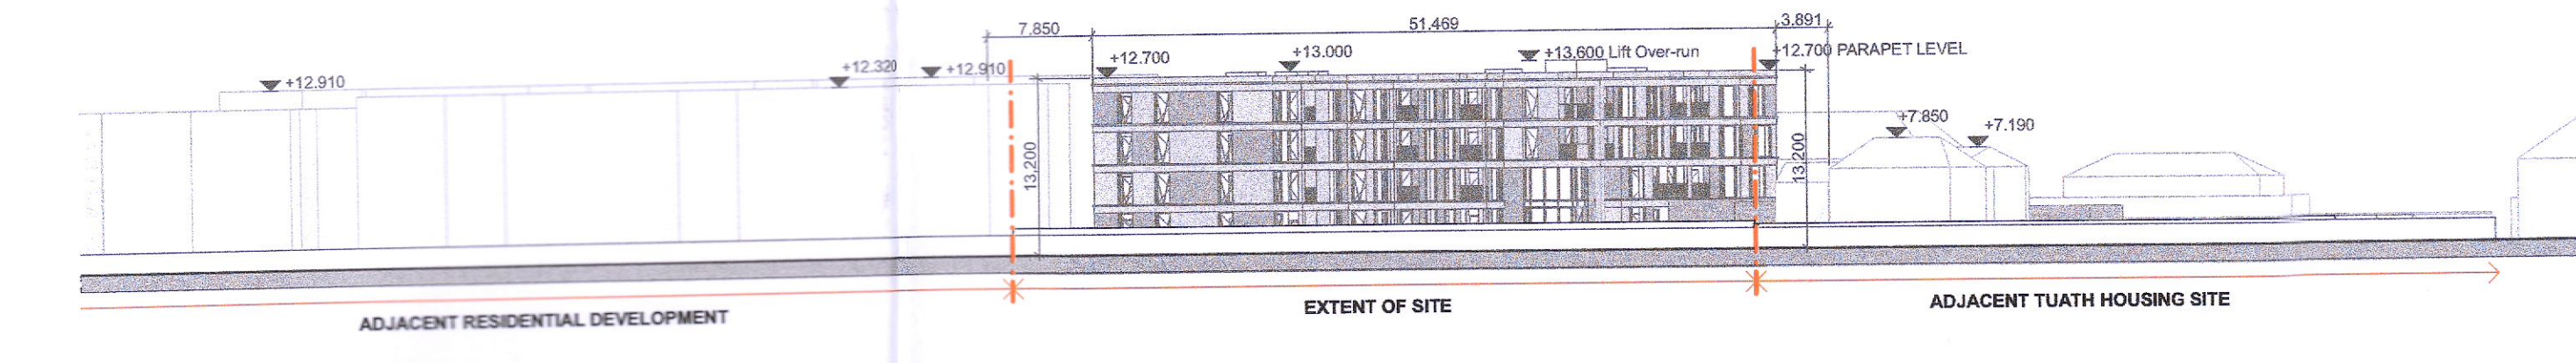 7.850
51.469
3.891
+12.910
+12.320
+12.910
+12.700
+13.000
+13.600 Lift Over-run
+12.700 PARAPET LEVEL
13.200
13.200
+7.850
+7.190
ADJACENT RESIDENTIAL DEVELOPMENT
EXTENT OF SITE
ADJACENT TUATH HOUSING SITE